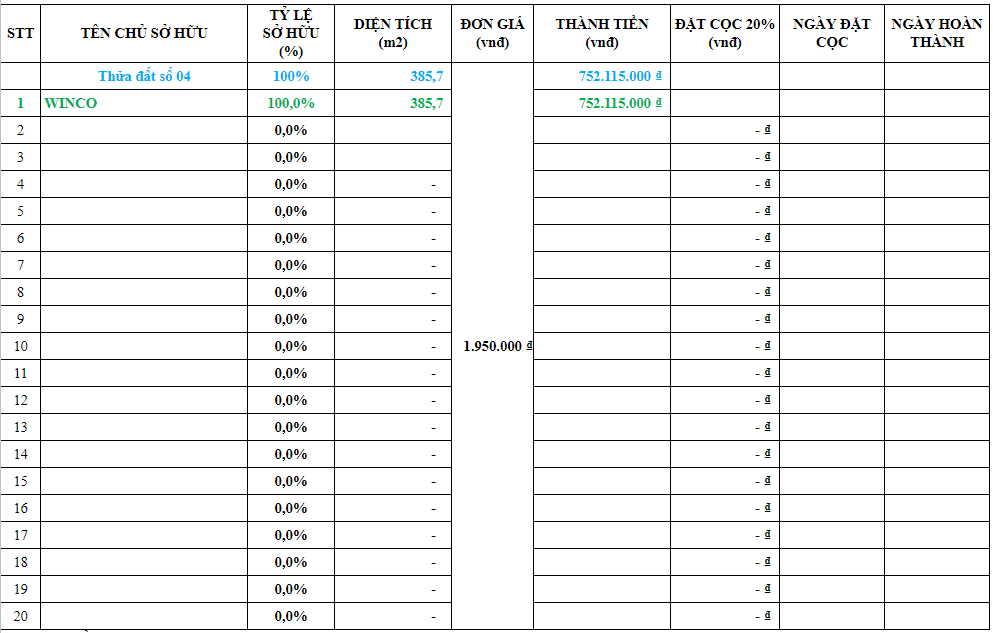 STT TÊN CHỦ SỞ HỮU TỶ LỆ SỞ HỮU (%) DIỆN TÍCH (m2) ĐƠN GIÁ (vnđ) THÀNH TIỀN (vnđ) ĐẶT CỌC 20% (vnđ) NGÀY ĐẶT CỌC NGÀY HOÀN THÀNH
Thửa đất số 04 100% 385,7 752.115.000 ₫
1 WINCO 100,0% 385,7 752.115.000 ₫
2 0,0% - ₫
3 0,0% - ₫
4 0,0% - - ₫
5 0,0% - - ₫
6 0,0% - - ₫
7 0,0% - - ₫
8 0,0% - - ₫
9 0,0% - - ₫
10 0,0% - 1.950.000 ₫ - ₫
11 0,0% - - ₫
12 0,0% - - ₫
13 0,0% - - ₫
14 0,0% - - ₫
15 0,0% - - ₫
16 0,0% - - ₫
17 0,0% - - ₫
18 0,0% - - ₫
19 0,0% - - ₫
20 0,0% - - ₫